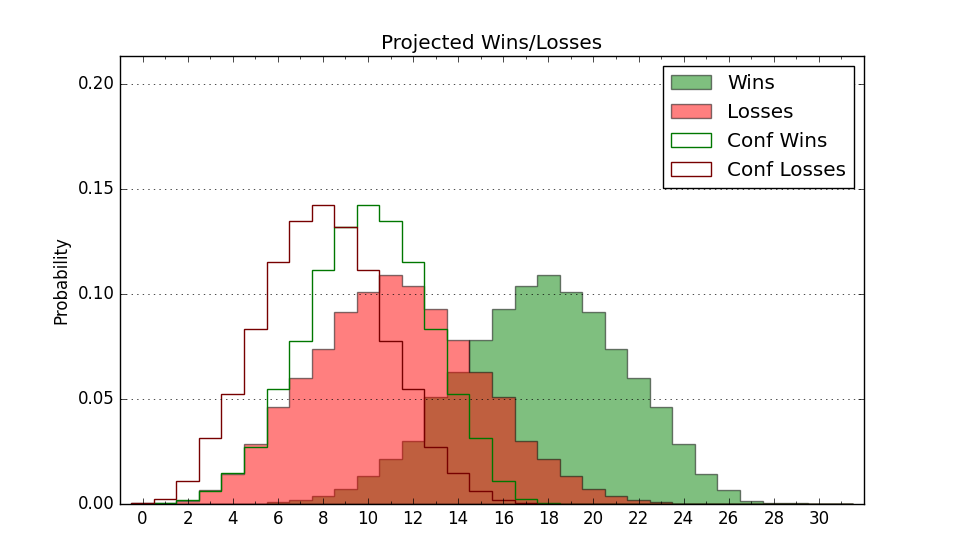 Projected Wins/Losses
0.20
0.15
0.10
0.05
0.00
Probability
Wins
Losses
Conf Wins
Conf Losses
0 2 4 6 8 10 12 14 16 18 20 22 24 26 28 30